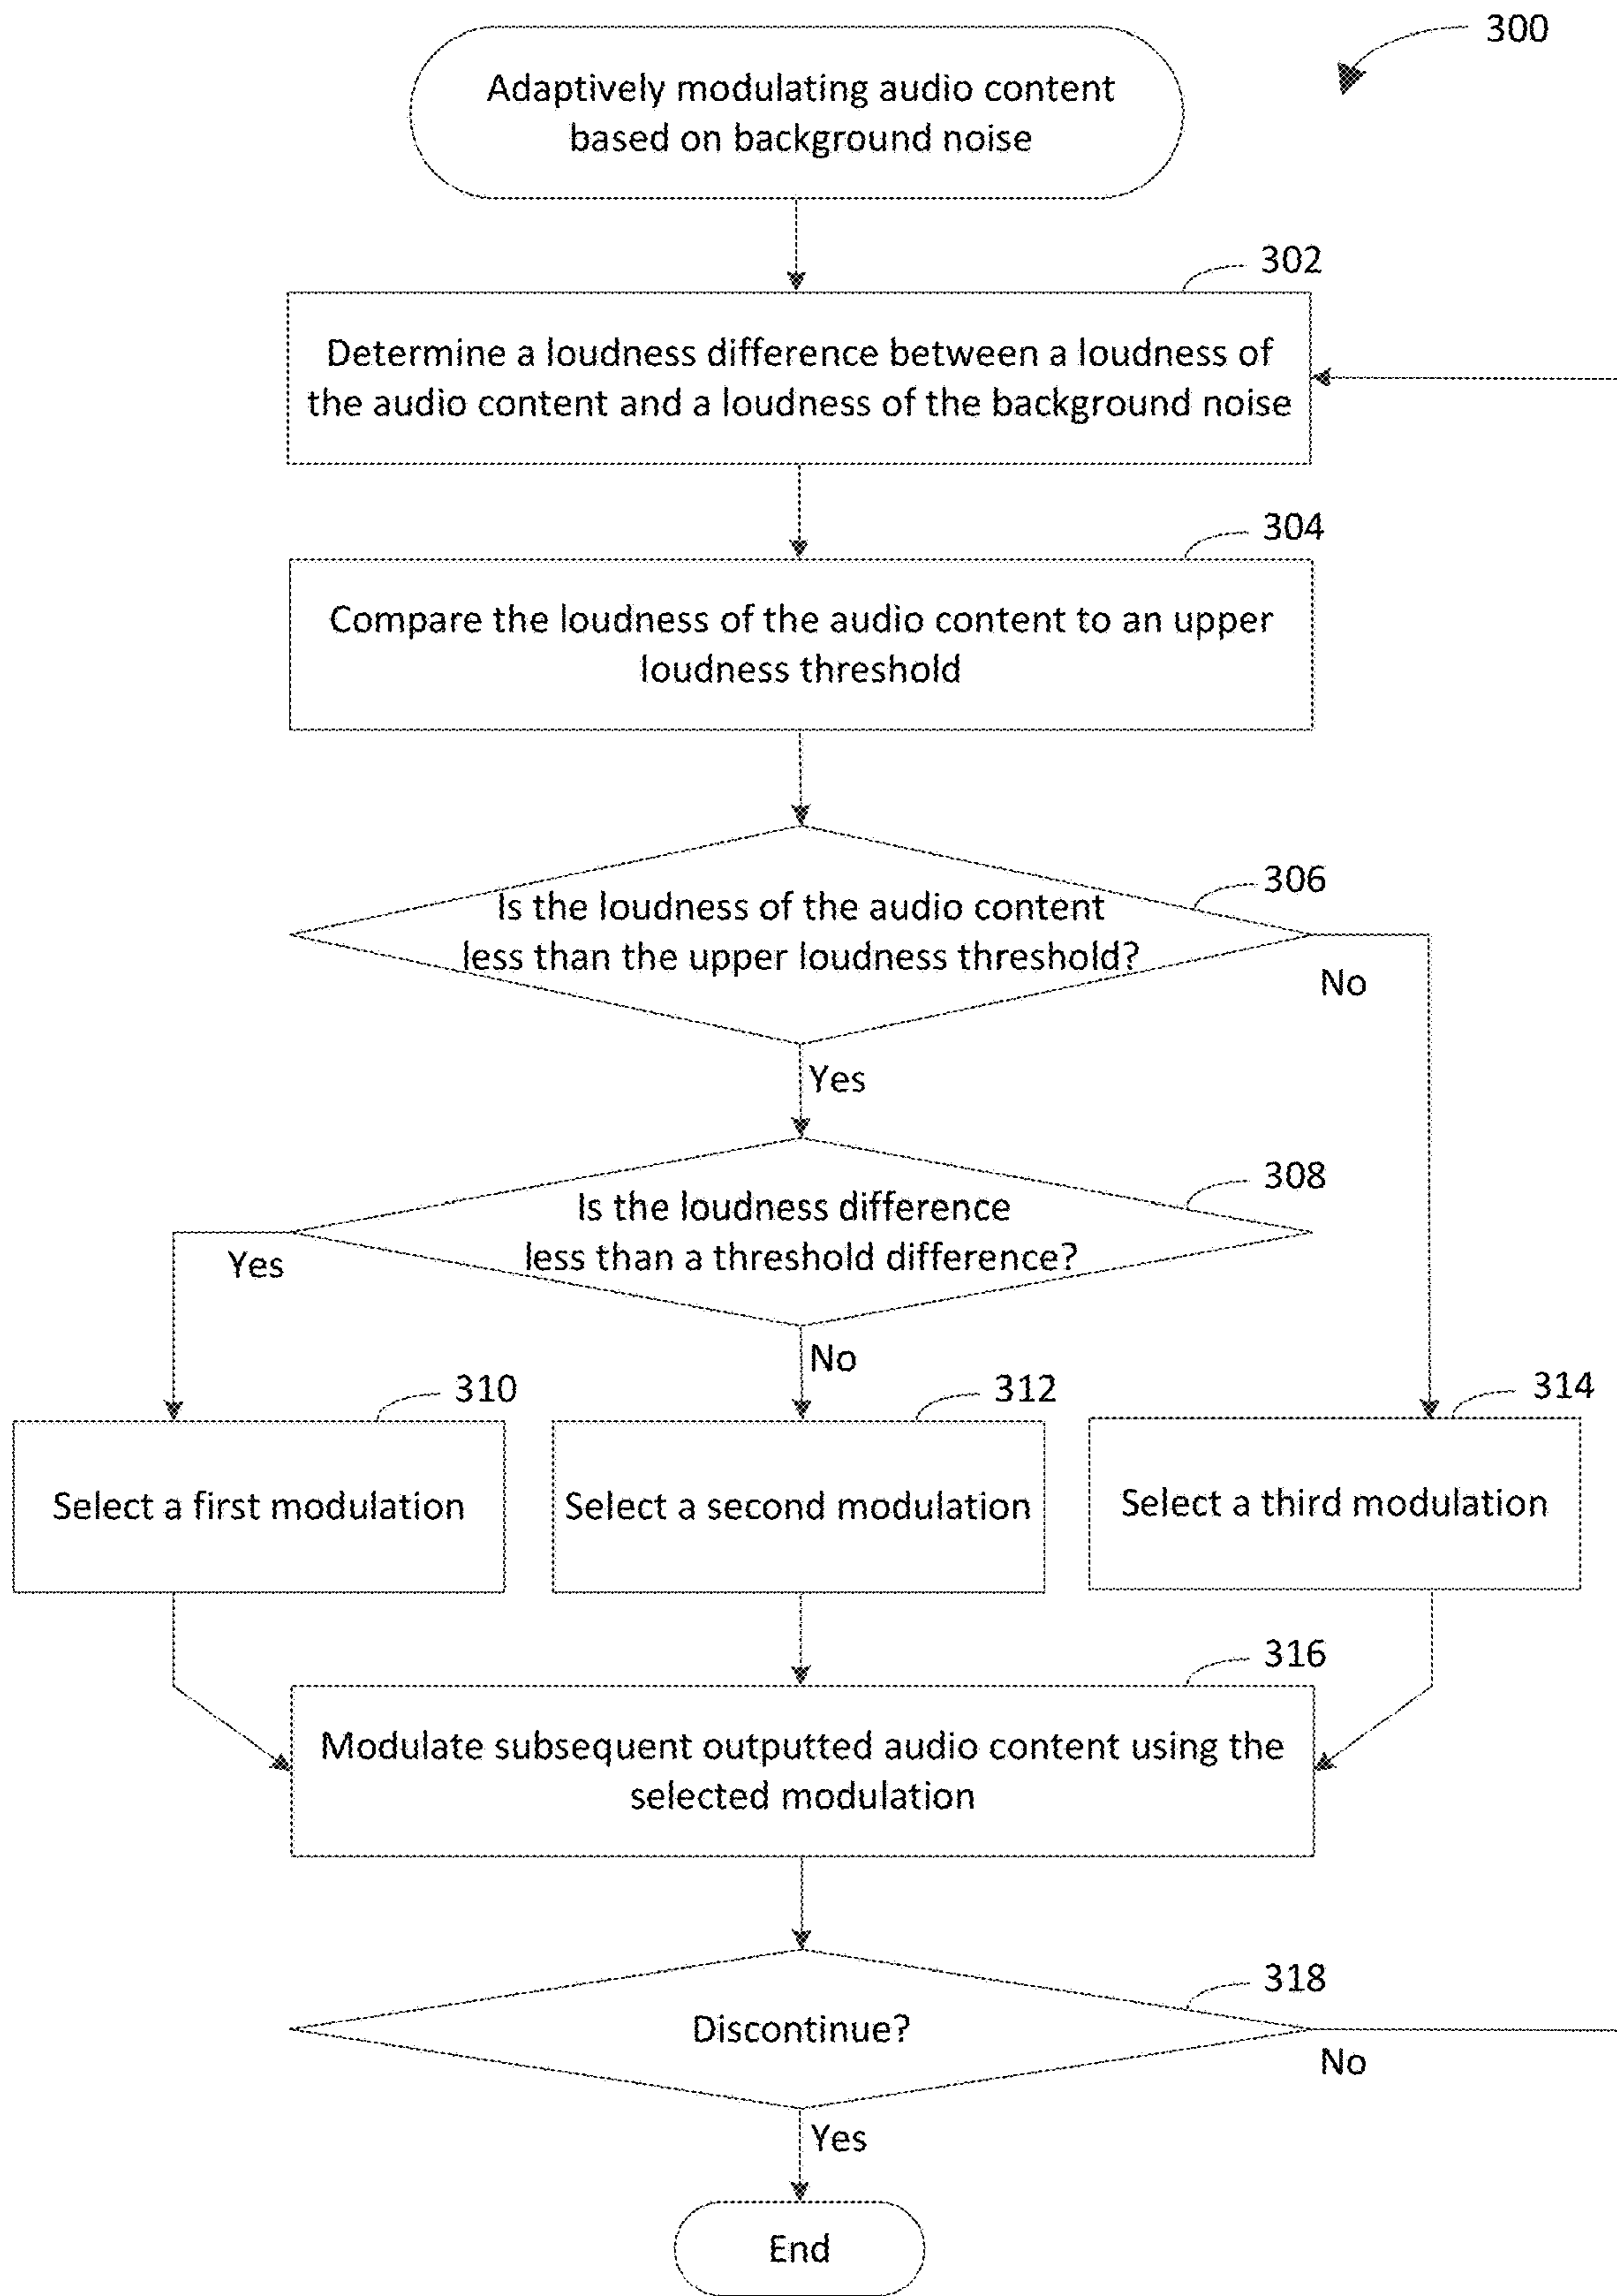 300
Adaptively modulating audio content
based on background noise
302
Determine a loudness difference between a loudness of
the audio content and a loudness of the background noise
304
Compare the loudness of the audio content to an upper
loudness threshold
306
Is the loudness of the audio content
less than the upper loudness threshold?
No
Yes
308
Is the loudness difference
less than a threshold difference?
Yes
No
310
312
314
Select a first modulation
Select a second modulation
Select a third modulation
316
Modulate subsequent outputted audio content using the
selected modulation
318
Discontinue?
No
Yes
End